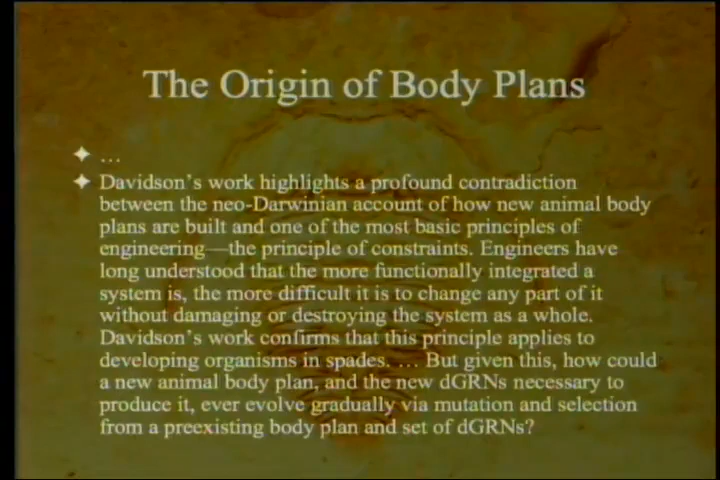 The Origin of Body Plans
…
Davidson's work highlights a profound contradiction
between the neo-Darwinian account of how new animal body
plans are built and one of the most basic principles of
engineering—the principle of constraints. Engineers have
long understood that the more functionally integrated a
system is, the more difficult it is to change any part of it
without damaging or destroying the system as a whole.
Davidson's work confirms that this principle applies to
developing organisms in spades. … But given this, how could
a new animal body plan, and the new dGRNs necessary to
produce it, ever evolve gradually via mutation and selection
from a preexisting body plan and set of dGRNs?